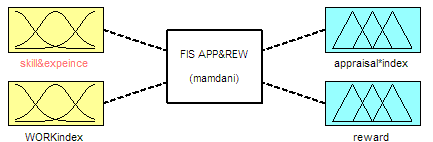 FIS APP&REW
(mamdani)
skill&expeince
appraisal*index
WORKindex
reward